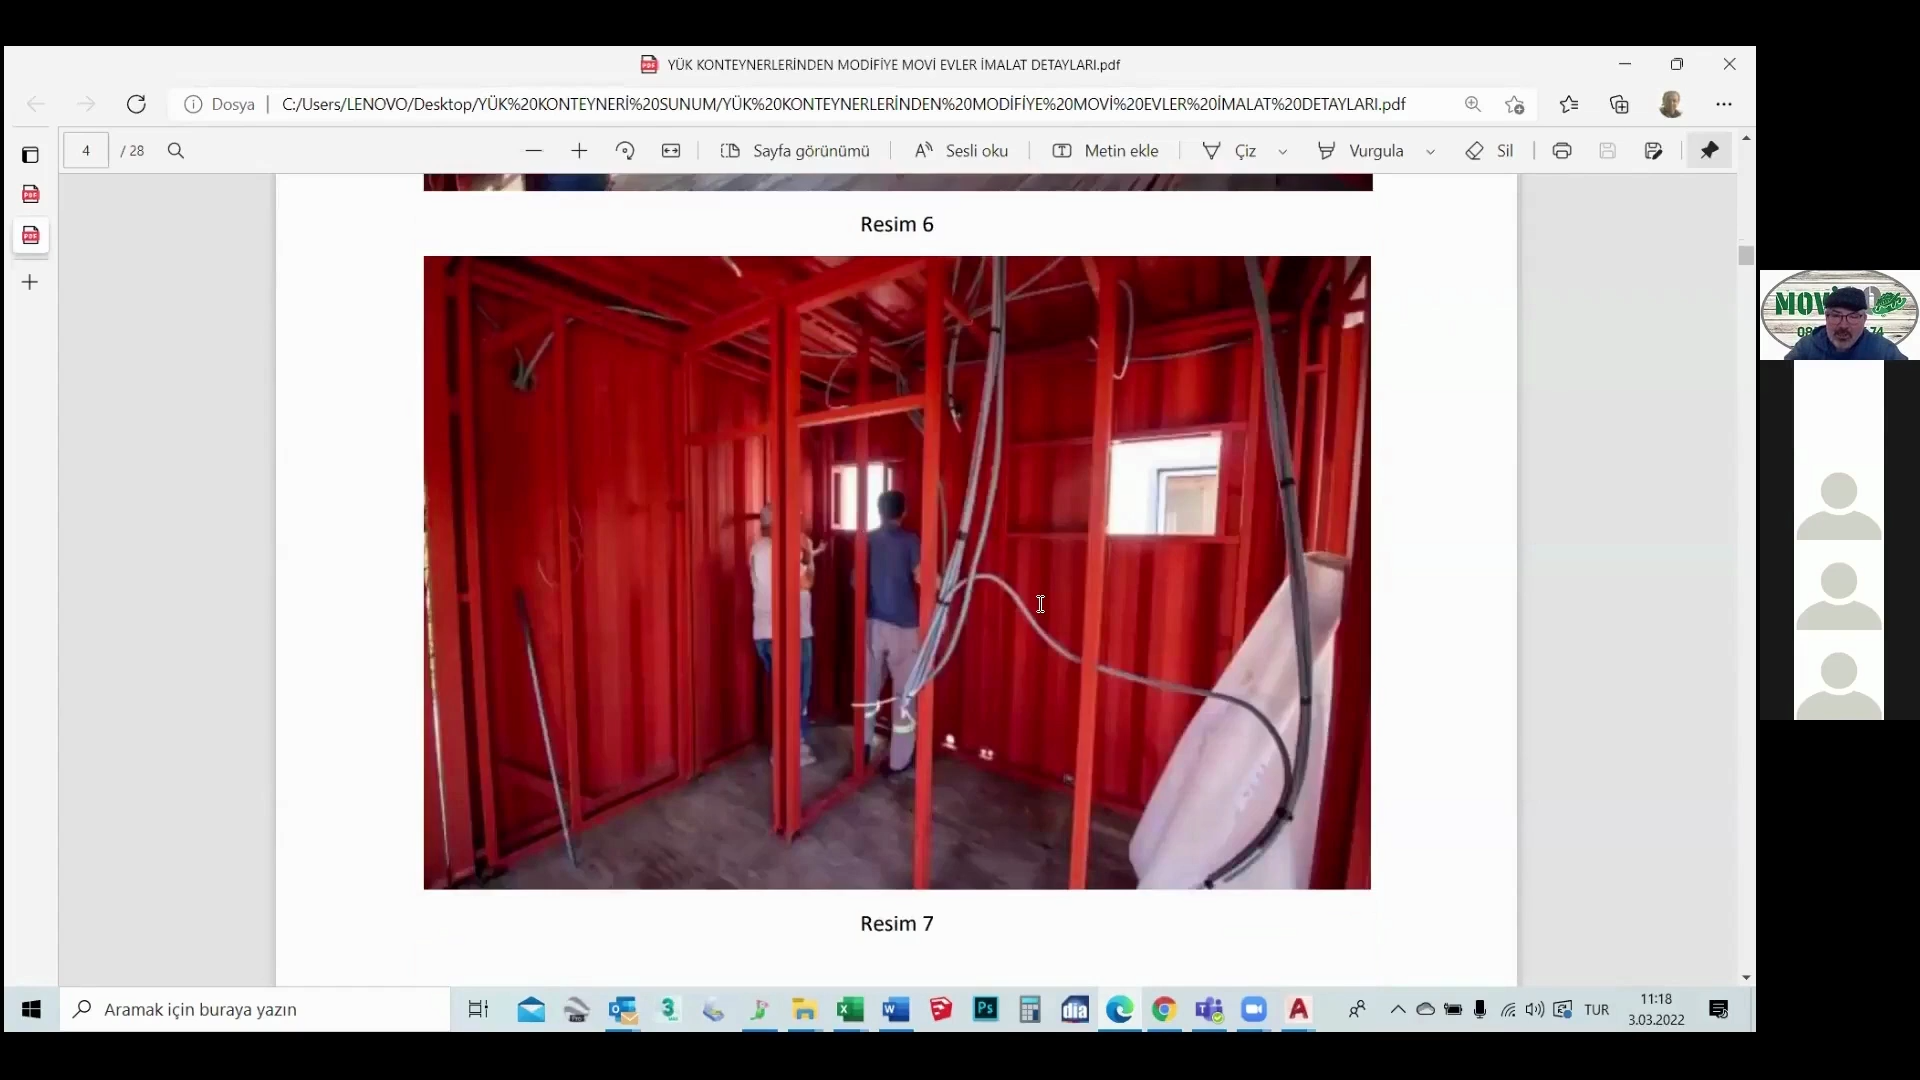 YÜK KONTEYNERLERİNDEN MODİFİYE MOVİ EVLER İMALAT DETAYLARI.pdf
Dosya
C:/Users/LENOVO/Desktop/YÜK%20KONTEYNERİ%20SUNUM/YÜK%20KONTEYNERLERİNDEN%20MODİFİYE%20MOVİ%20EVLER%20İMALAT%20DETAYLARI.pdf
4 / 28
Sayfa görünümü
Sesli oku
Metin ekle
Çiz
Vurgula
Sil
Resim 6
Resim 7
Aramak için buraya yazın
TUR
11:18
3.03.2022